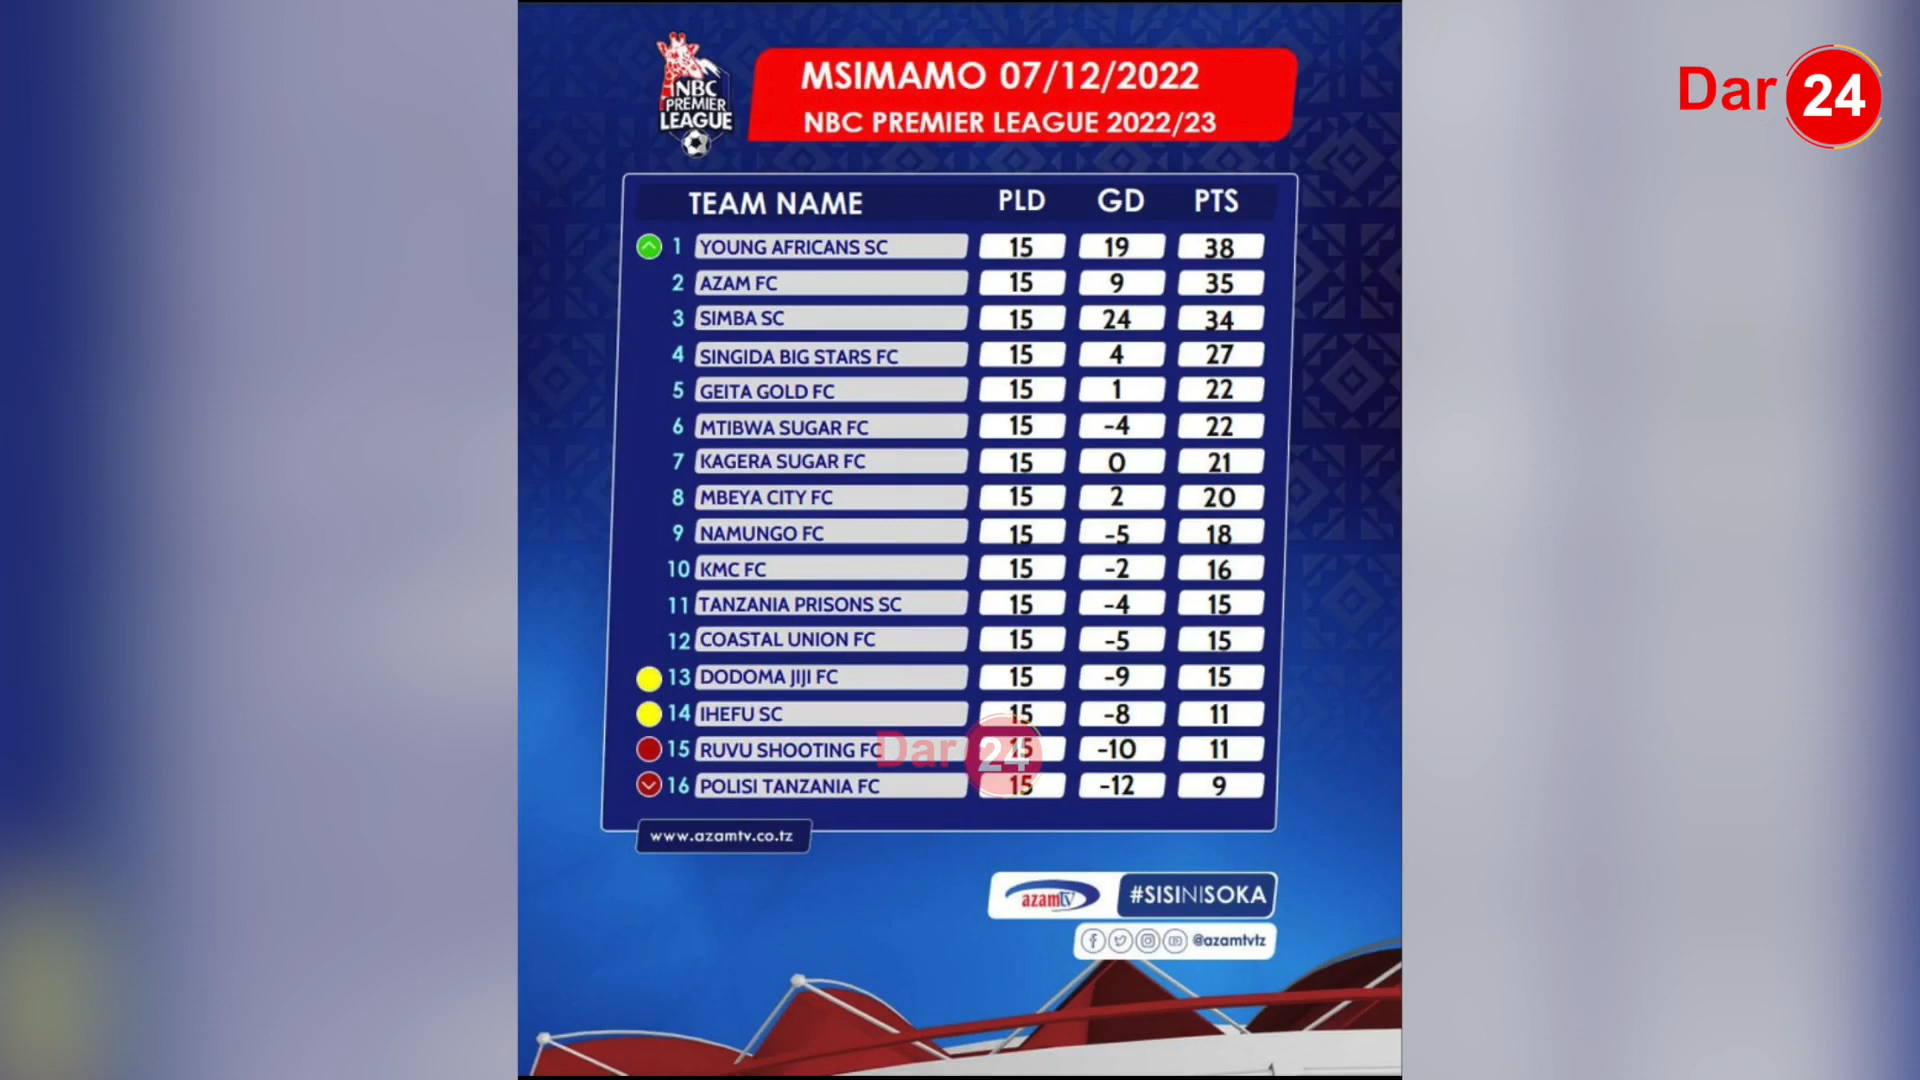 NBC
PREMIER
LEAGUE
MSIMAMO 07/12/2022
NBC PREMIER LEAGUE 2022/23
Dar 24
TEAM NAME PLD GD PTS
1 YOUNG AFRICANS SC 15 19 38
2 AZAM FC 15 9 35
3 SIMBA SC 15 24 34
4 SINGIDA BIG STARS FC 15 4 27
5 GEITA GOLD FC 15 1 22
6 MTIBWA SUGAR FC 15 -4 22
7 KAGERA SUGAR FC 15 0 21
8 MBEYA CITY FC 15 2 20
9 NAMUNGO FC 15 -5 18
10 KMC FC 15 -2 16
11 TANZANIA PRISONS SC 15 -4 15
12 COASTAL UNION FC 15 -5 15
13 DODOMA JIJI FC 15 -9 15
14 IHEFU SC 15 -8 11
15 RUVU SHOOTING FC 15 -10 11
Dar 24
16 POLISI TANZANIA FC 15 -12 9
www.azamtv.co.tz
azamtv #SISINISOKA
@azamtvtz